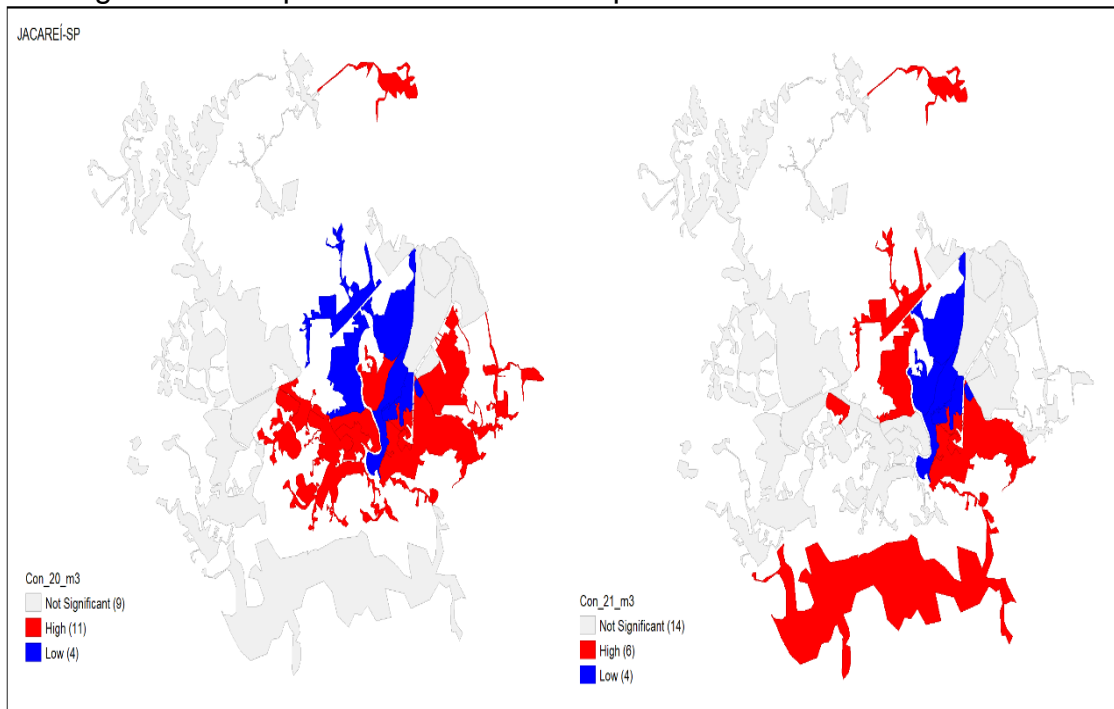 JACAREÍ-SP
Con_20_m3
Not Significant (9)
High (11)
Low (4)
Con_21_m3
Not Significant (14)
High (6)
Low (4)